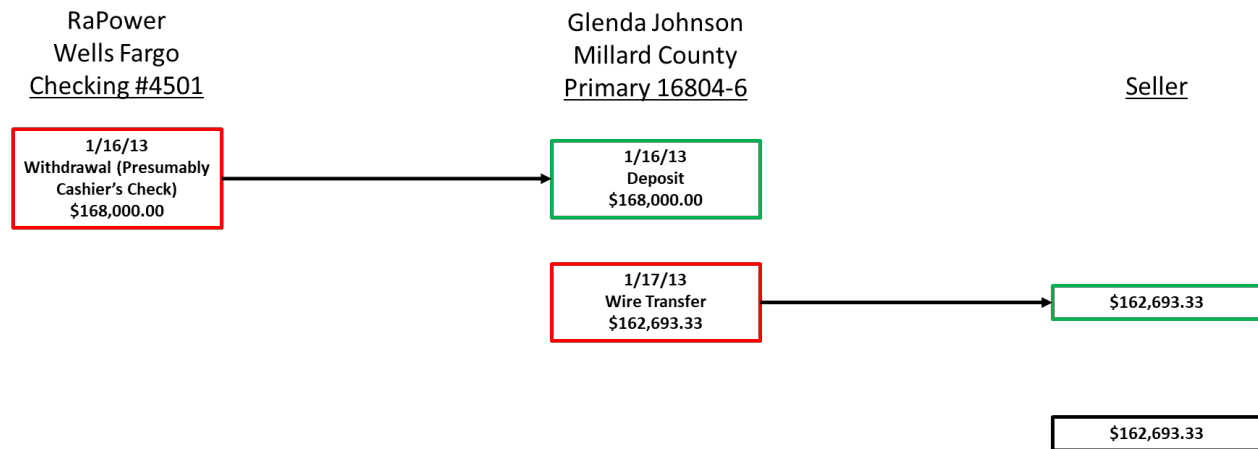 RaPower
Wells Fargo
Checking #4501
Glenda Johnson
Millard County
Primary 16804-6
Seller
1/16/13
Withdrawal (Presumably
Cashier's Check)
$168,000.00
1/16/13
Deposit
$168,000.00
1/17/13
Wire Transfer
$162,693.33
$162,693.33
$162,693.33